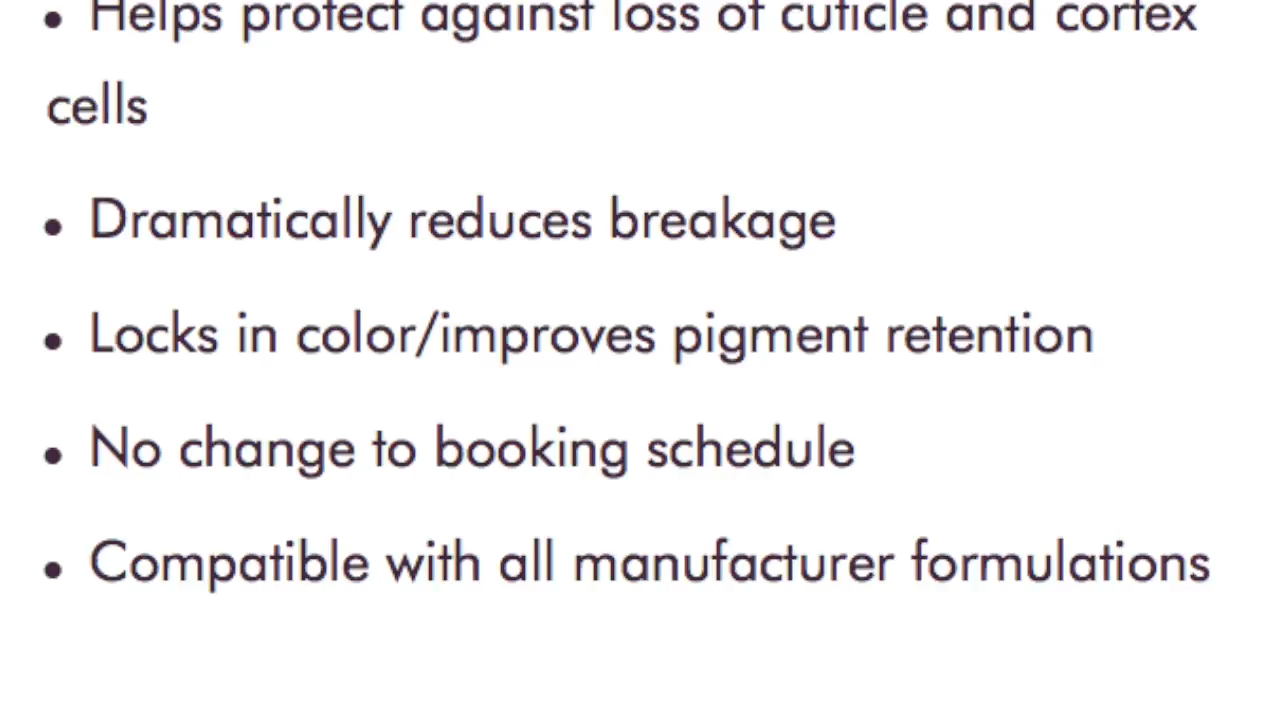 • Helps protect against loss of cuticle and cortex
cells
• Dramatically reduces breakage
• Locks in color/improves pigment retention
• No change to booking schedule
• Compatible with all manufacturer formulations